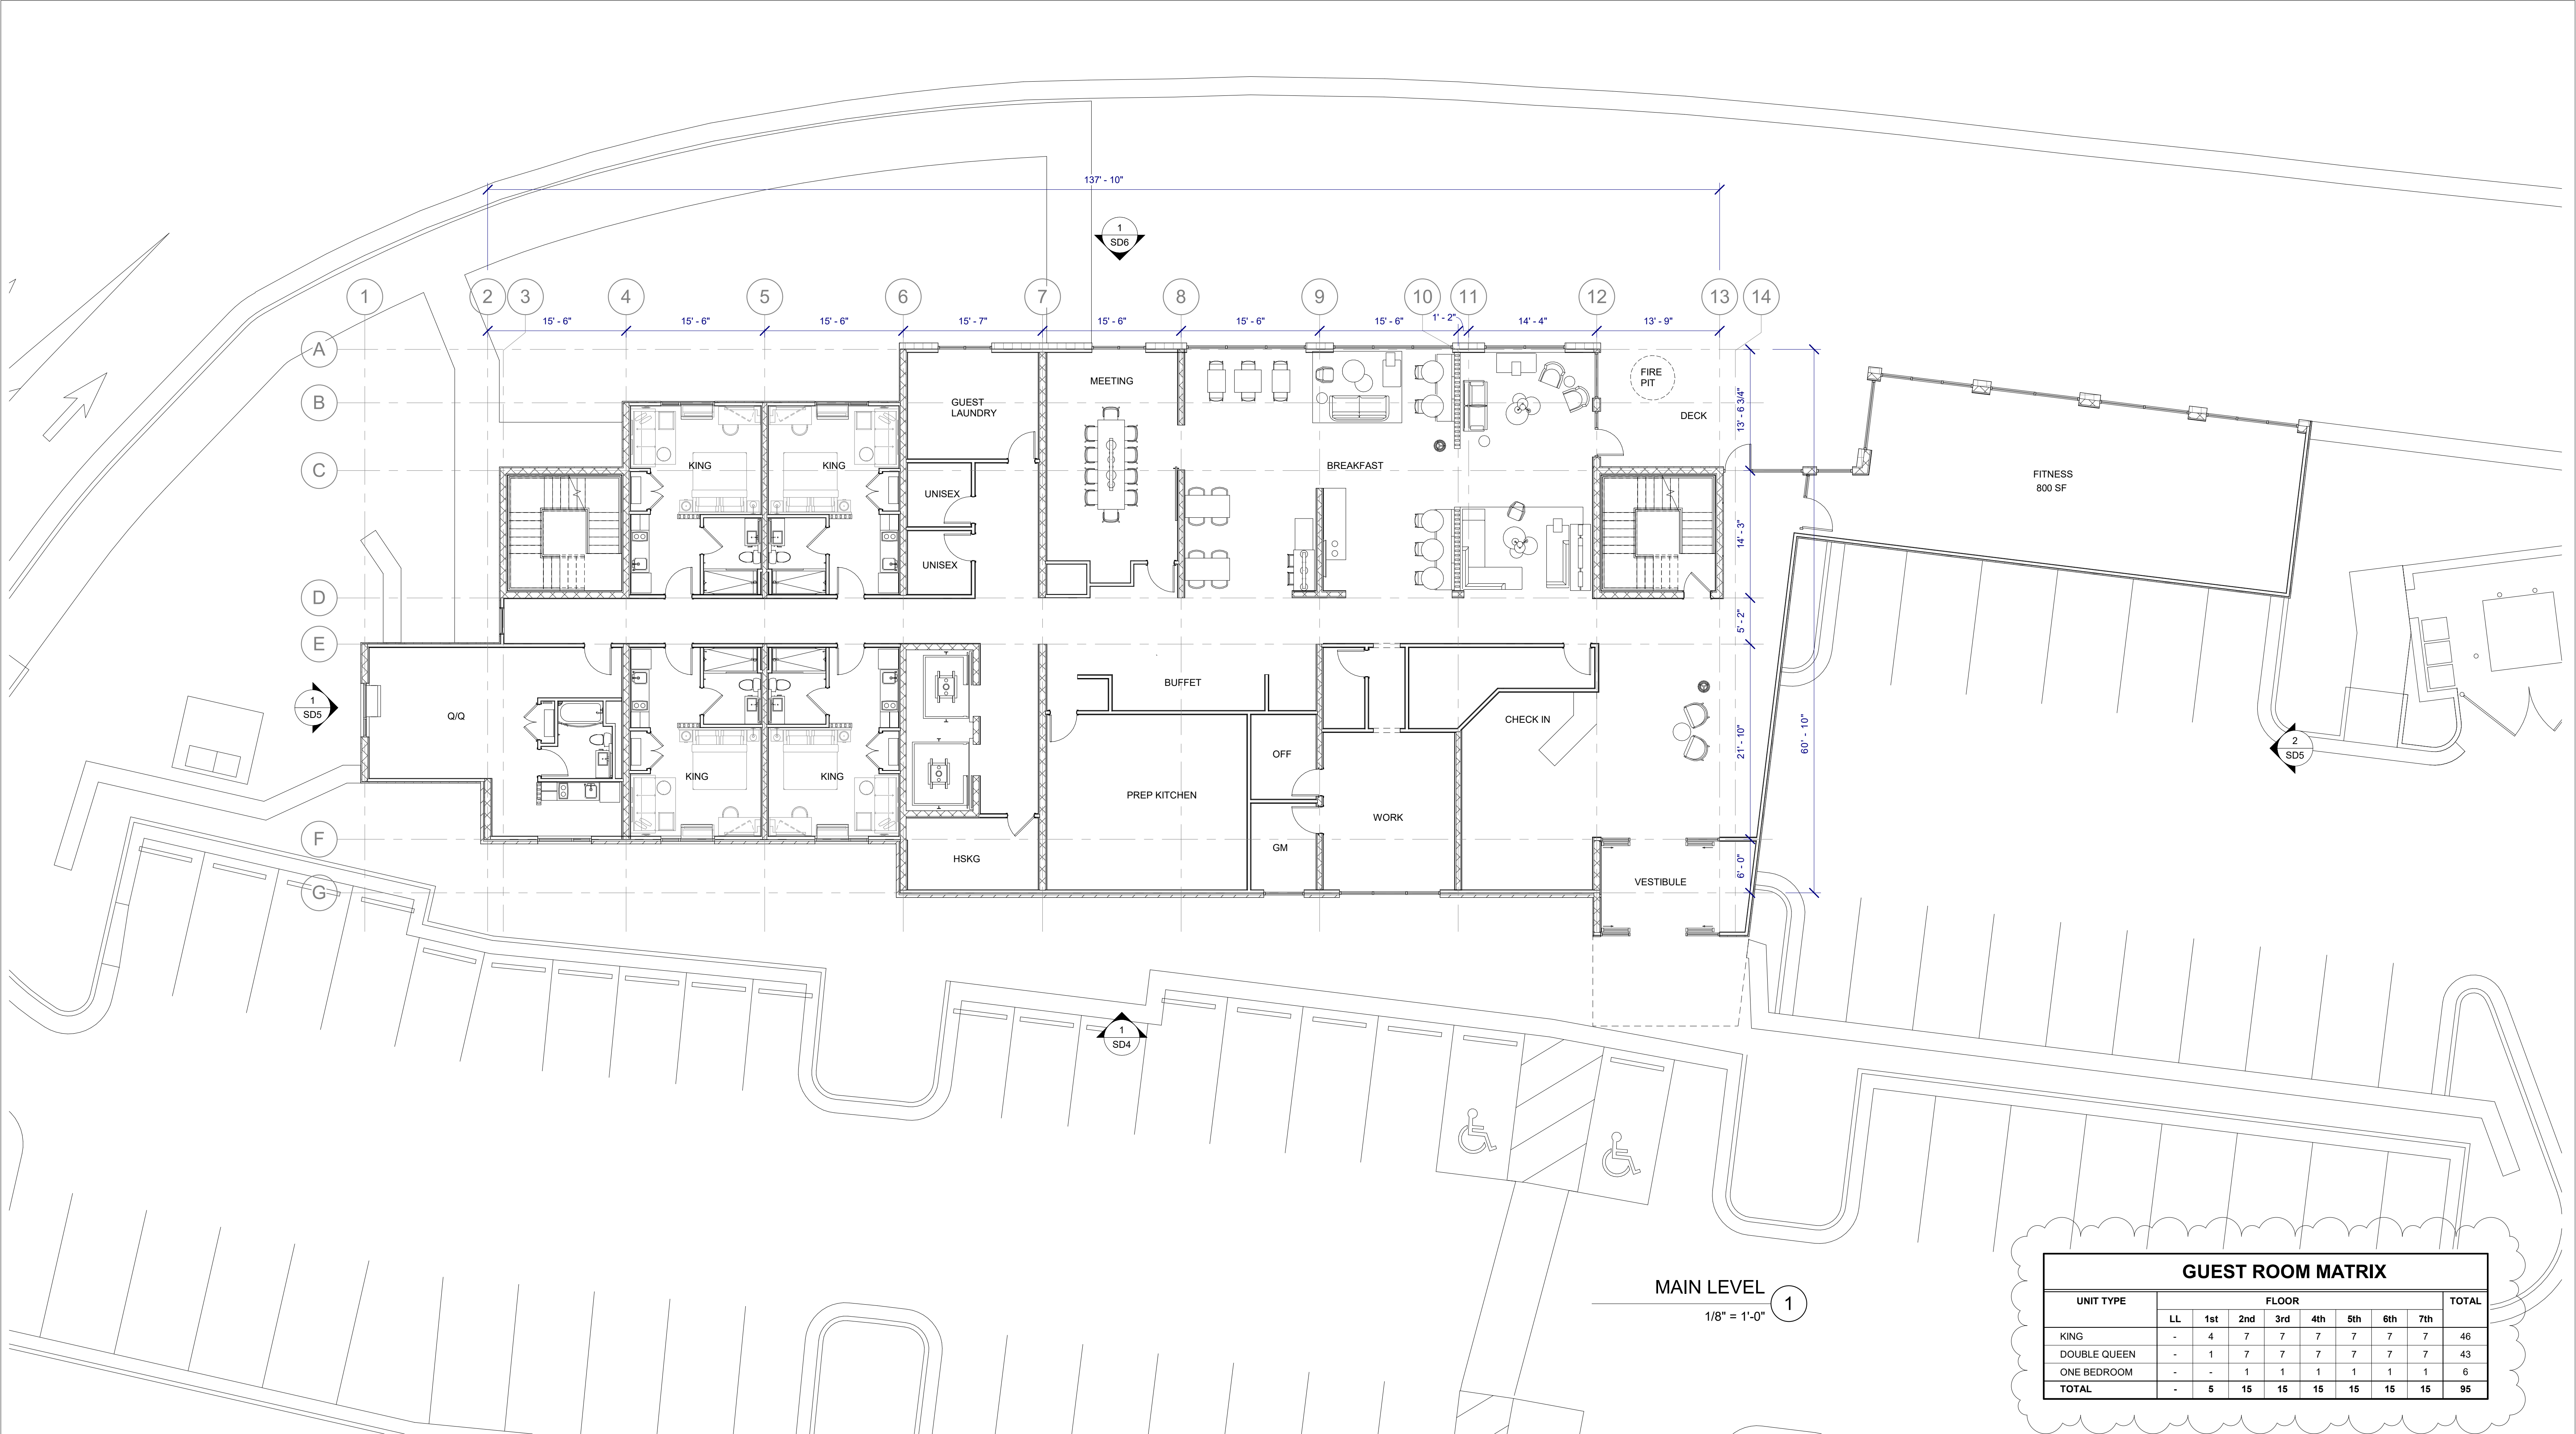 137' - 10"
1
SD6
1 2 3 4 5 6 7 8 9 10 11 12 13 14
15' - 6" 15' - 6" 15' - 6" 15' - 7" 15' - 6" 15' - 6" 15' - 6" 1' - 2" 14' - 4" 13' - 9"
A
B
C
D
E
F
G
MEETING
FIRE
PIT
GUEST
LAUNDRY
DECK
13' - 6 3/4"
KING
KING
BREAKFAST
FITNESS
800 SF
UNISEX
14' - 3"
UNISEX
5' - 2"
BUFFET
1
SD5
Q/Q
CHECK IN
21' - 10"
60' - 10"
2
SD5
OFF
KING
KING
PREP KITCHEN
WORK
GM
HSKG
6' - 0"
VESTIBULE
1
SD4
MAIN LEVEL
1
1/8" = 1'-0"
GUEST ROOM MATRIX
UNIT TYPE FLOOR TOTAL
LL 1st 2nd 3rd 4th 5th 6th 7th
KING - 4 7 7 7 7 7 7 46
DOUBLE QUEEN - 1 7 7 7 7 7 7 43
ONE BEDROOM - - 1 1 1 1 1 1 6
TOTAL - 5 15 15 15 15 15 15 95